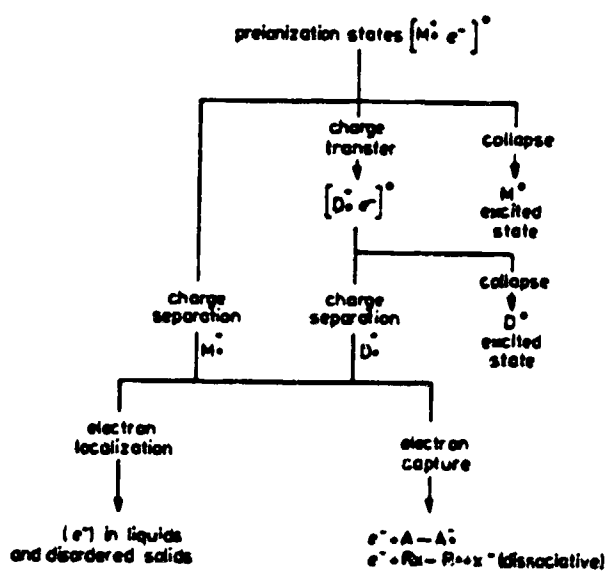 preionization states [M⁺• e⁻]*
charge
transfer
collapse
[D⁺• e⁻]*
M*
excited
state
collapse
charge
separation
charge
separation
D*
excited
state
M⁺•
D⁺•
electron
localization
electron
capture
(e⁻) in liquids
and disordered solids
e⁻ + A → A⁻•
e⁻ + RX → R• + X⁻ (dissociative)